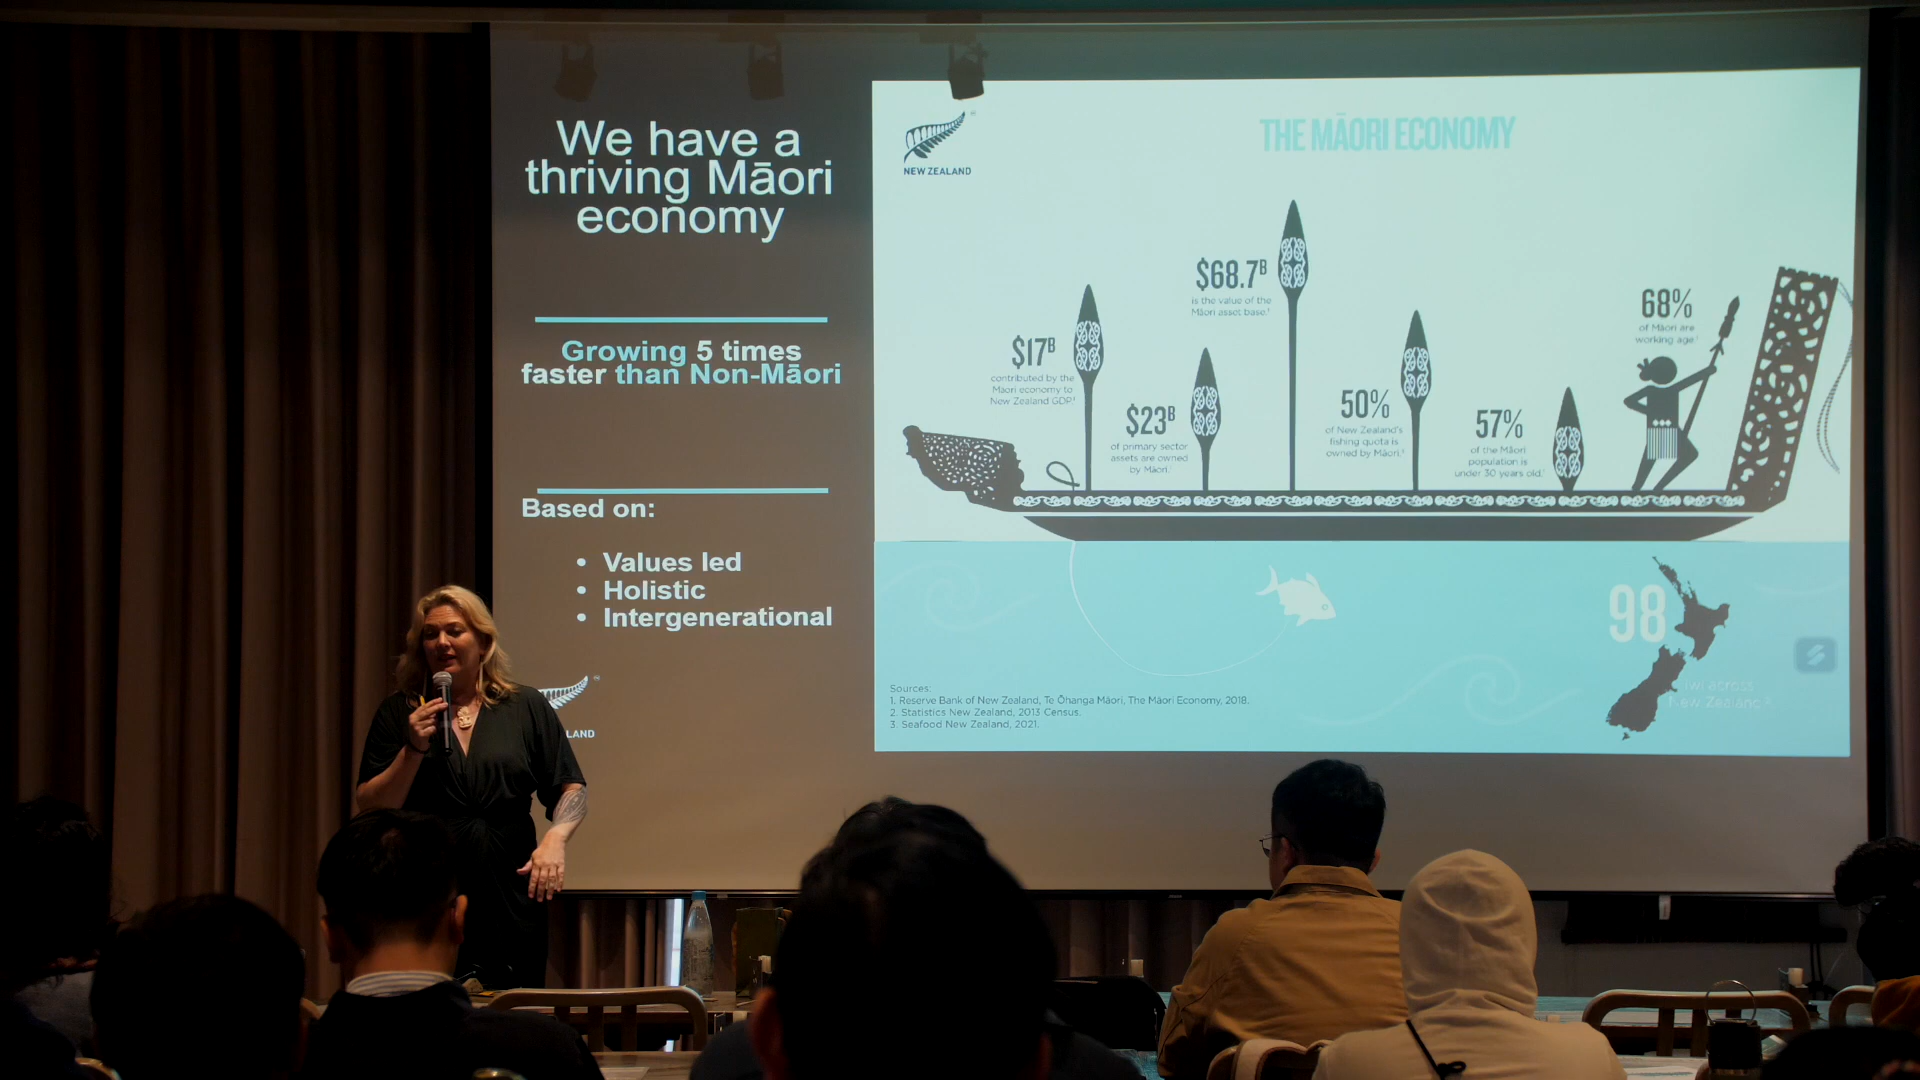 We have a
thriving Māori
economy
Growing 5 times
faster than Non-Māori
Based on:
• Values led
• Holistic
• Intergenerational
LAND
NEW ZEALAND
THE MĀORI ECONOMY
$17B
contributed by the
Māori economy to
New Zealand GDP.
$23B
of primary sector
assets are owned
by Māori.
$68.7B
is the value of the
Māori asset base.
50%
of New Zealand's
fishing quota is
owned by Māori.
57%
of the Māori
population is
under 30 years old.
68%
of Māori are
working age
98
iwi across
New Zealand
Sources:
1. Reserve Bank of New Zealand, Te Ōhanga Māori, The Māori Economy, 2018.
2. Statistics New Zealand, 2013 Census.
3. Seafood New Zealand, 2021.